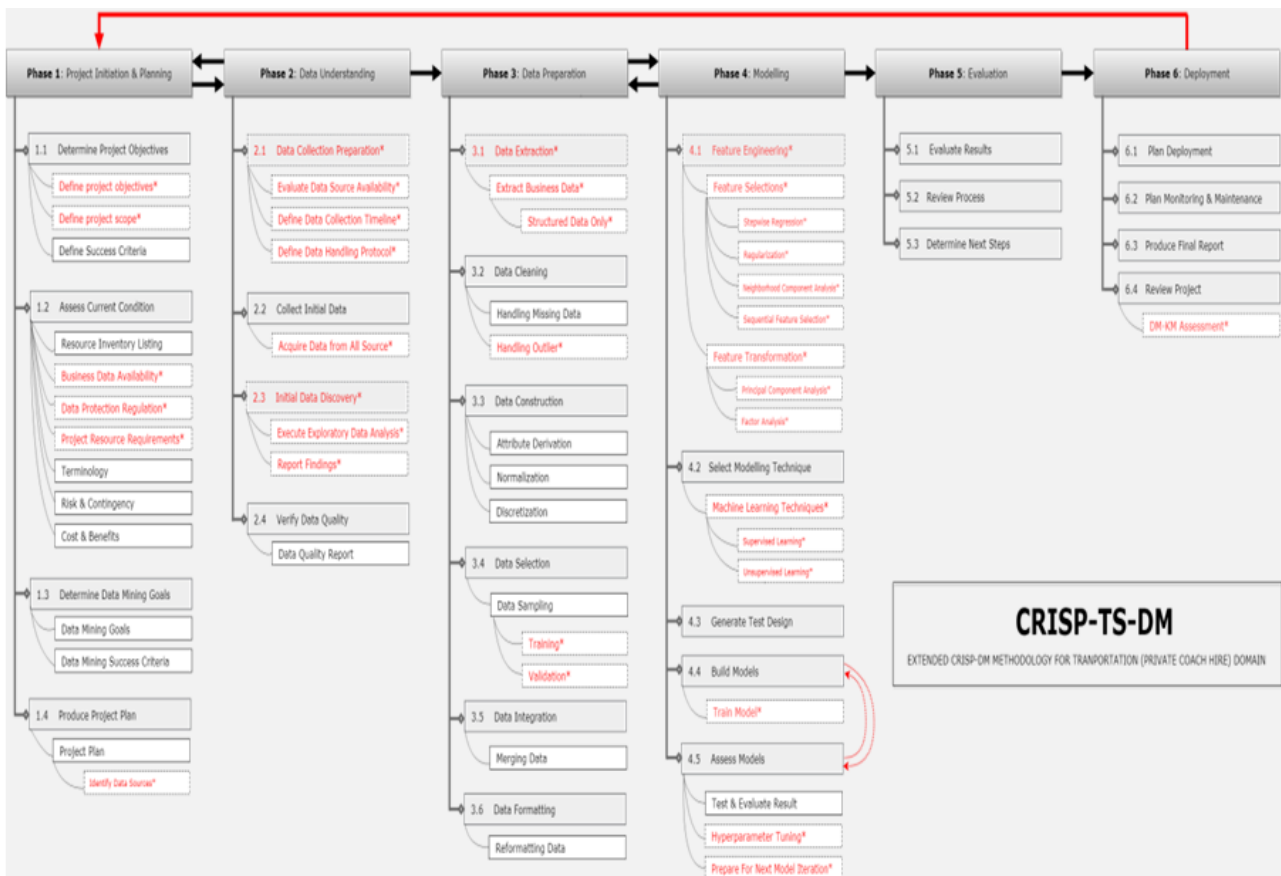 Phase 1: Project Initiation & Planning
1.1 Determine Project Objectives
Define project objectives*
Define project scope*
Define Success Criteria
1.2 Assess Current Condition
Resource Inventory Listing
Business Data Availability*
Data Protection Regulation*
Project Resource Requirements*
Terminology
Risk & Contingency
Cost & Benefits
1.3 Determine Data Mining Goals
Data Mining Goals
Data Mining Success Criteria
1.4 Produce Project Plan
Project Plan
Identify Data Sources*
Phase 2: Data Understanding
2.1 Data Collection Preparation*
Evaluate Data Source Availability*
Define Data Collection Timeline*
Define Data Handling Protocol*
2.2 Collect Initial Data
Acquire Data from All Source*
2.3 Initial Data Discovery*
Execute Exploratory Data Analysis*
Report Findings*
2.4 Verify Data Quality
Data Quality Report
Phase 3: Data Preparation
3.1 Data Extraction*
Extract Business Data*
Structured Data Only*
3.2 Data Cleaning
Handling Missing Data
Handling Outlier*
3.3 Data Construction
Attribute Derivation
Normalization
Discretization
3.4 Data Selection
Data Sampling
Training*
Validation*
3.5 Data Integration
Merging Data
3.6 Data Formatting
Reformatting Data
Phase 4: Modelling
4.1 Feature Engineering*
Feature Selections*
Stepwise Regression*
Regularization*
Neighborhood Component Analysis*
Sequential Feature Selection*
Feature Transformation*
Principal Component Analysis*
Factor Analysis*
4.2 Select Modelling Technique
Machine Learning Techniques*
Supervised Learning*
Unsupervised Learning*
4.3 Generate Test Design
4.4 Build Models
Train Model*
4.5 Assess Models
Test & Evaluate Result
Hyperparameter Tuning*
Prepare For Next Model Iteration*
Phase 5: Evaluation
5.1 Evaluate Results
5.2 Review Process
5.3 Determine Next Steps
Phase 6: Deployment
6.1 Plan Deployment
6.2 Plan Monitoring & Maintenance
6.3 Produce Final Report
6.4 Review Project
DM-KM Assessment*
CRISP-TS-DM
EXTENDED CRISP-DM METHODOLOGY FOR TRANPORTATION (PRIVATE COACH HIRE) DOMAIN